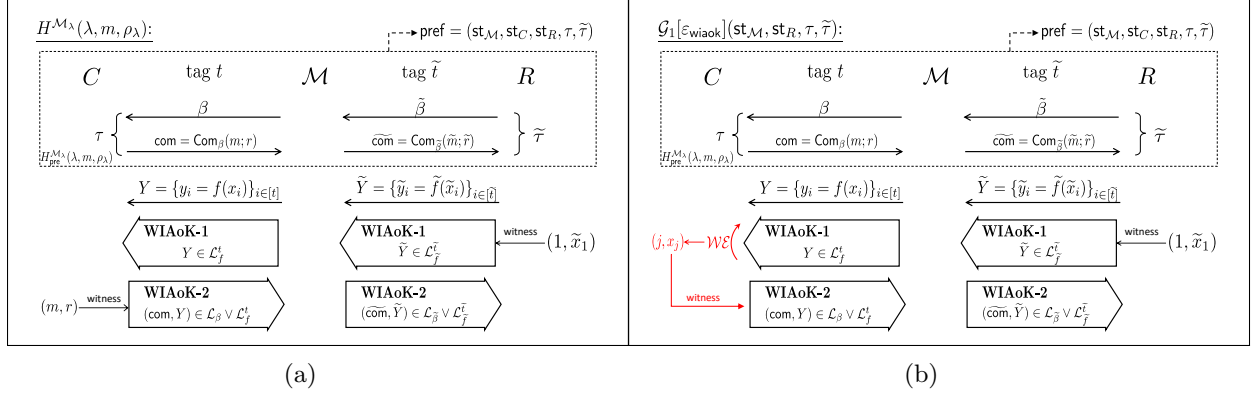 H^{𝓜_λ}(λ, m, ρ_λ):
pref = (st_𝓜, st_C, st_R, τ, τ̃)
C tag t 𝓜 tag t̃ R
β β̃
τ τ̃
com = Com_β(m; r) c͠om = Com_β̃(m̃; r̃)
H_pre^{𝓜_λ}(λ, m, ρ_λ)
Y = {y_i = f(x_i)}_{i∈[t]} Ỹ = {ỹ_i = f̃(x̃_i)}_{i∈[t̃]}
WIAoK-1 WIAoK-1
Y ∈ 𝓛_f^t Ỹ ∈ 𝓛_f̃^t̃ witness (1, x̃_1)
WIAoK-2 WIAoK-2
(m, r) witness (com, Y) ∈ 𝓛_β ∨ 𝓛_f^t (c͠om, Ỹ) ∈ 𝓛_β̃ ∨ 𝓛_f̃^t̃
(a)
𝒢_1[ε_wiaok](st_𝓜, st_R, τ, τ̃):
pref = (st_𝓜, st_C, st_R, τ, τ̃)
C tag t 𝓜 tag t̃ R
β β̃
τ τ̃
com = Com_β(m; r) c͠om = Com_β̃(m̃; r̃)
H_pre^{𝓜_λ}(λ, m, ρ_λ)
Y = {y_i = f(x_i)}_{i∈[t]} Ỹ = {ỹ_i = f̃(x̃_i)}_{i∈[t̃]}
WIAoK-1 WIAoK-1
(j, x_j) 𝒲ℰ Y ∈ 𝓛_f^t Ỹ ∈ 𝓛_f̃^t̃ witness (1, x̃_1)
WIAoK-2 WIAoK-2
witness (com, Y) ∈ 𝓛_β ∨ 𝓛_f^t (c͠om, Ỹ) ∈ 𝓛_β̃ ∨ 𝓛_f̃^t̃
(b)